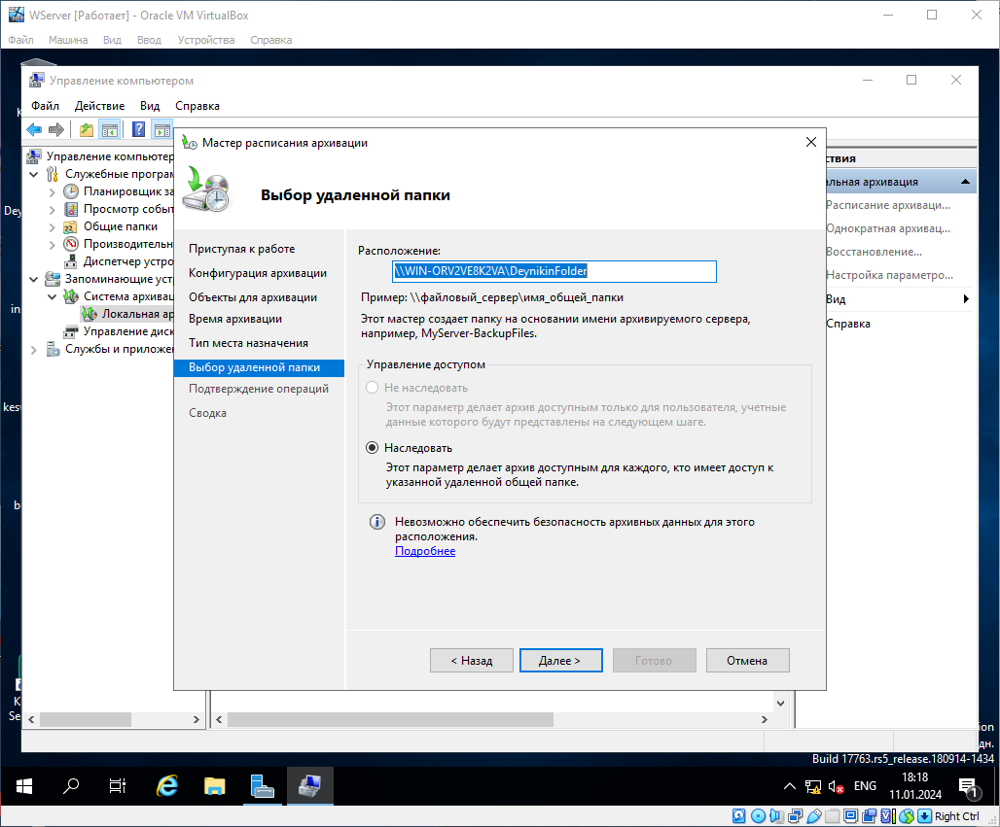 WServer [Работает] - Oracle VM VirtualBox
Файл Машина Вид Ввод Устройства Справка
Управление компьютером
Файл Действие Вид Справка
Управление компьютер
Служебные програм
Планировщик за
Просмотр событ
Общие папки
Производительн
Диспетчер устро
Запоминающие уст
Система архивац
Локальная ар
Управление диск
Службы и приложе
Мастер расписания архивации
Выбор удаленной папки
Приступая к работе
Конфигурация архивации
Объекты для архивации
Время архивации
Тип места назначения
Выбор удаленной папки
Подтверждение операций
Сводка
Расположение:
\\WIN-ORV2VE8K2VA\DeynikinFolder
Пример: \\файловый_сервер\имя_общей_папки
Этот мастер создает папку на основании имени архивируемого сервера,
например, MyServer-BackupFiles.
Управление доступом
Не наследовать
Этот параметр делает архив доступным только для пользователя, учетные
данные которого будут представлены на следующем шаге.
Наследовать
Этот параметр делает архив доступным для каждого, кто имеет доступ к
указанной удаленной общей папке.
Невозможно обеспечить безопасность архивных данных для этого
расположения.
Подробнее
< Назад Далее > Готово Отмена
ствия
альная архивация
Расписание архиваци...
Однократная архивац...
Восстановление...
Настройка параметро...
Вид
Справка
Dey
in
kesw
b
K
Se
ion
дн.
Build 17763.rs5_release.180914-1434
ENG
18:18
11.01.2024
1
Right Ctrl